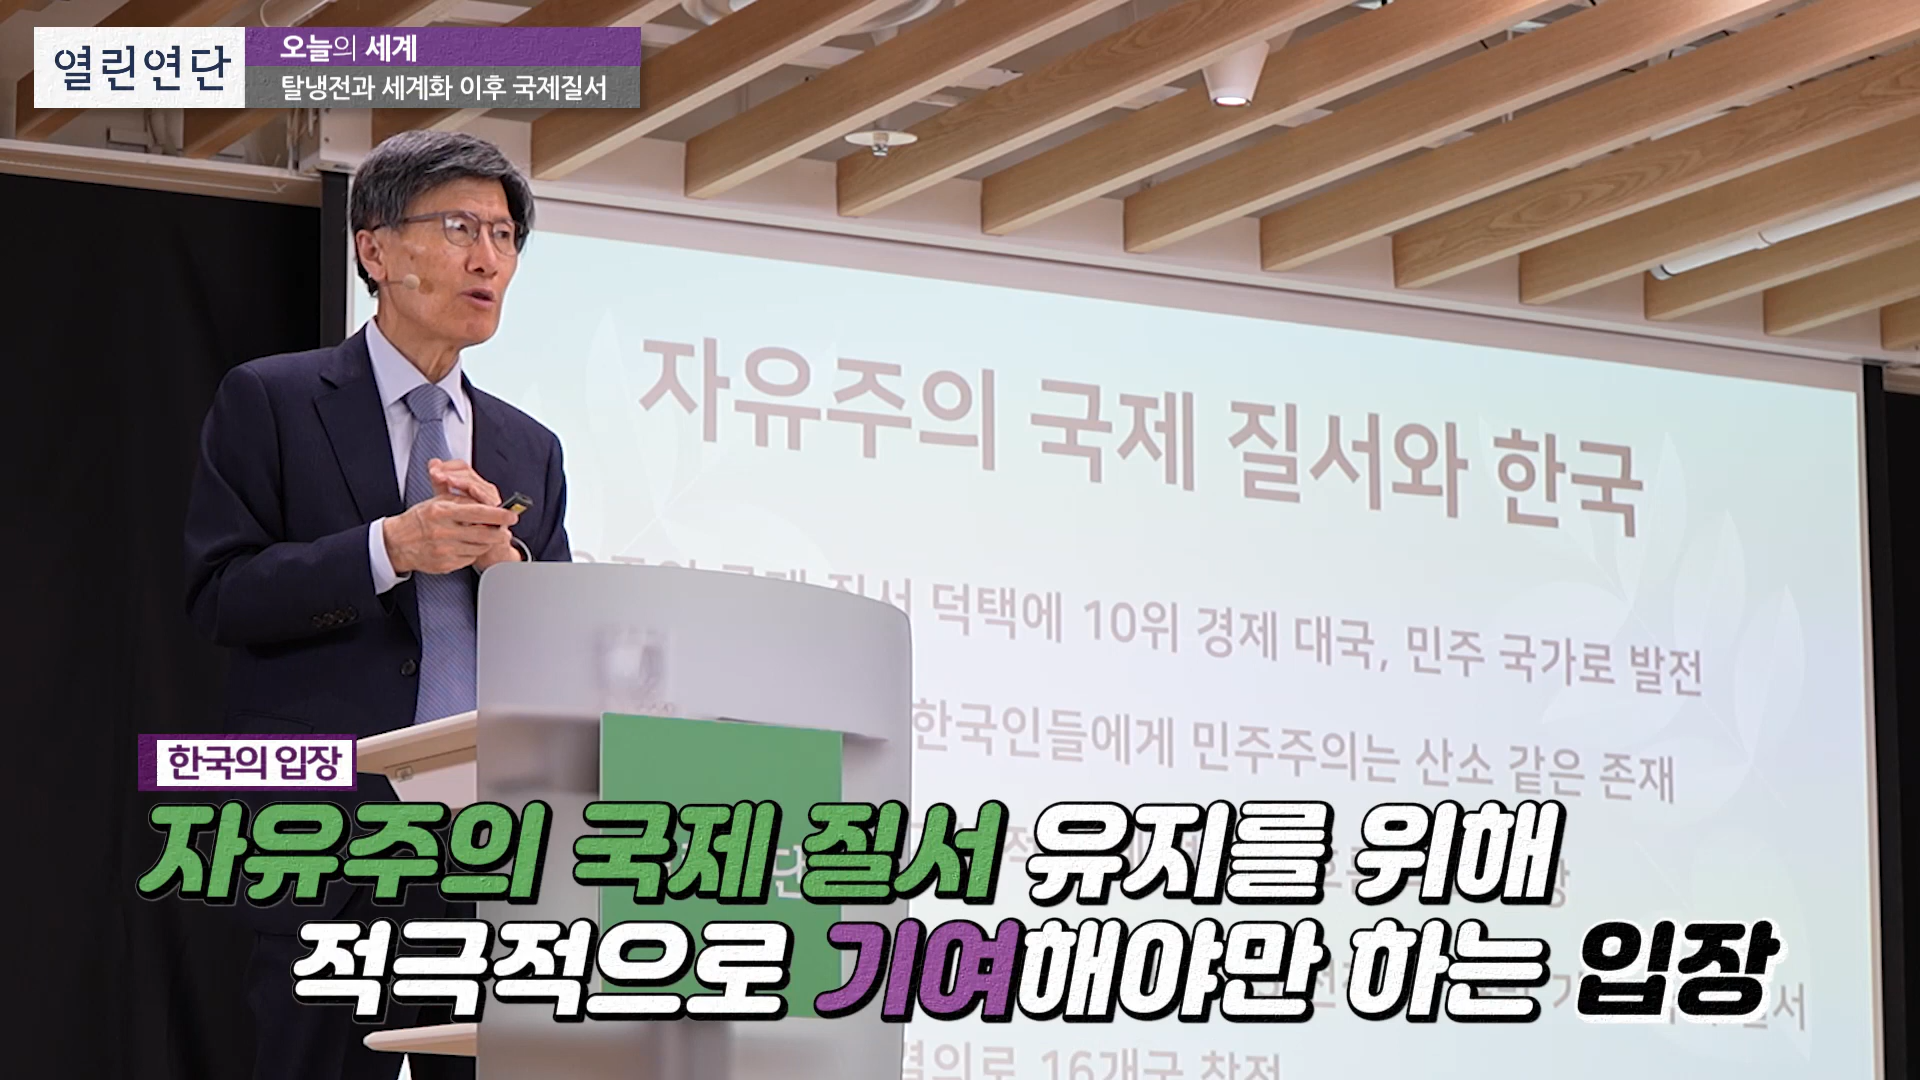 열린연단
오늘의 세계
탈냉전과 세계화 이후 국제질서
자유주의 국제 질서와 한국
질서 덕택에 10위 경제 대국, 민주 국가로 발전
한국인들에게 민주주의는 산소 같은 존재
한국의 입장
자유주의 국제 질서 유지를 위해
적극적으로 기여해야만 하는 입장
16개국 참전